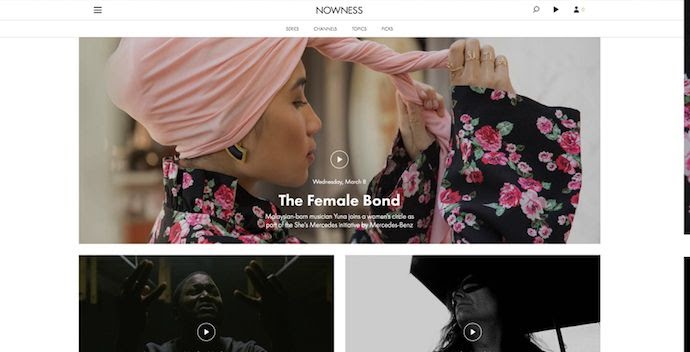 NOWNESS
SERIES CHANNELS TOPICS PICKS
Wednesday, March 8
The Female Bond
Malaysian-born musician Yuna joins a women's circle as
part of the She's Mercedes initiative by Mercedes-Benz